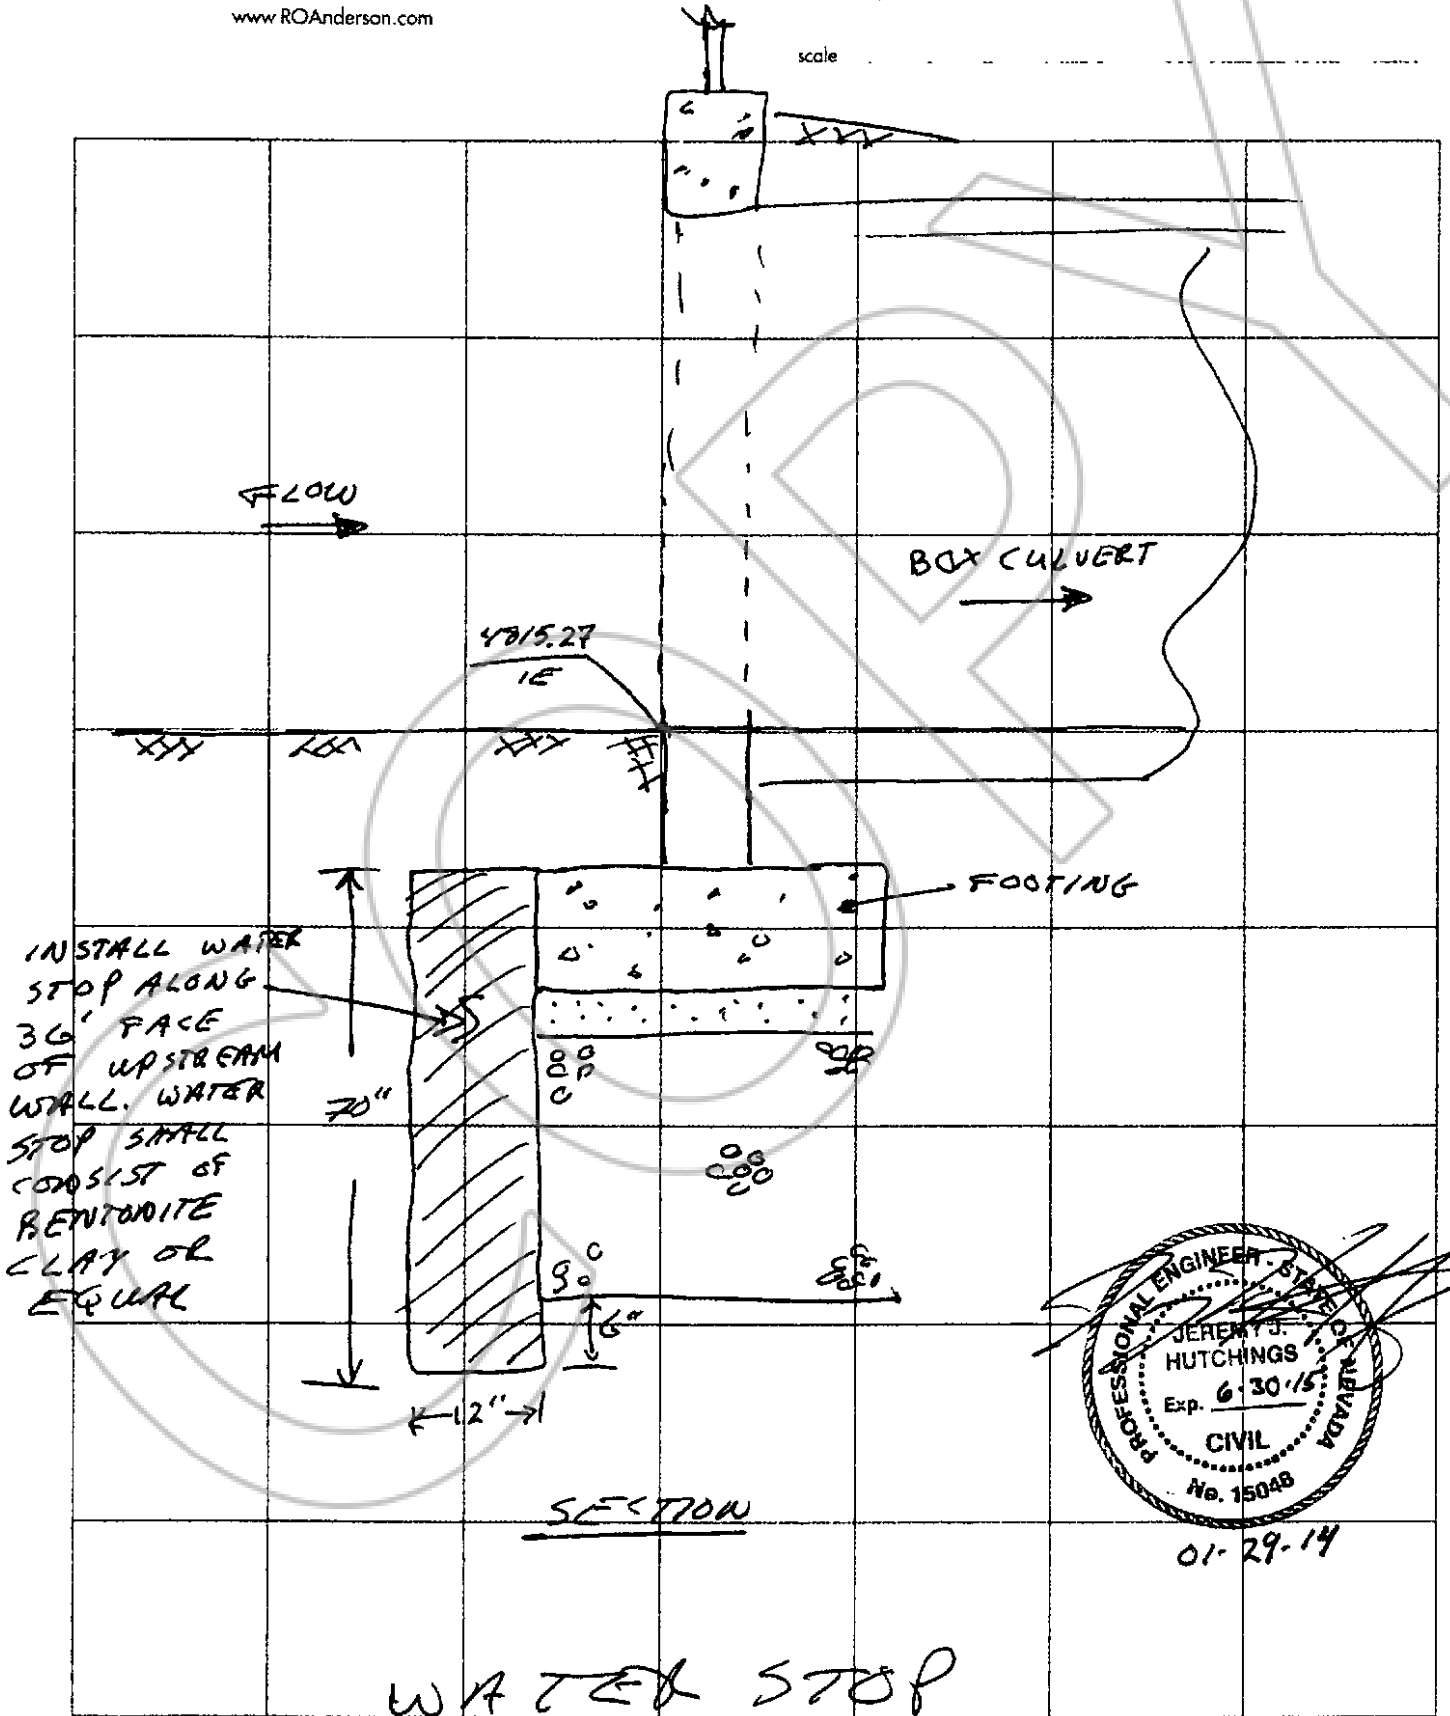 www.ROAnderson.com
scale
FLOW
BOX CULVERT
4815.27
IE
FOOTING
INSTALL WATER
STOP ALONG
36' FACE
OF UPSTREAM
WALL. WATER
STOP SHALL
CONSIST OF
BENTONITE
CLAY OR
EQUAL
70"
6"
12"
SECTION
PROFESSIONAL ENGINEER - STATE OF NEVADA
JEREMY J.
HUTCHINGS
Exp. 6-30-15
CIVIL
No. 15048
01-29-14
WATER STOP
COPY